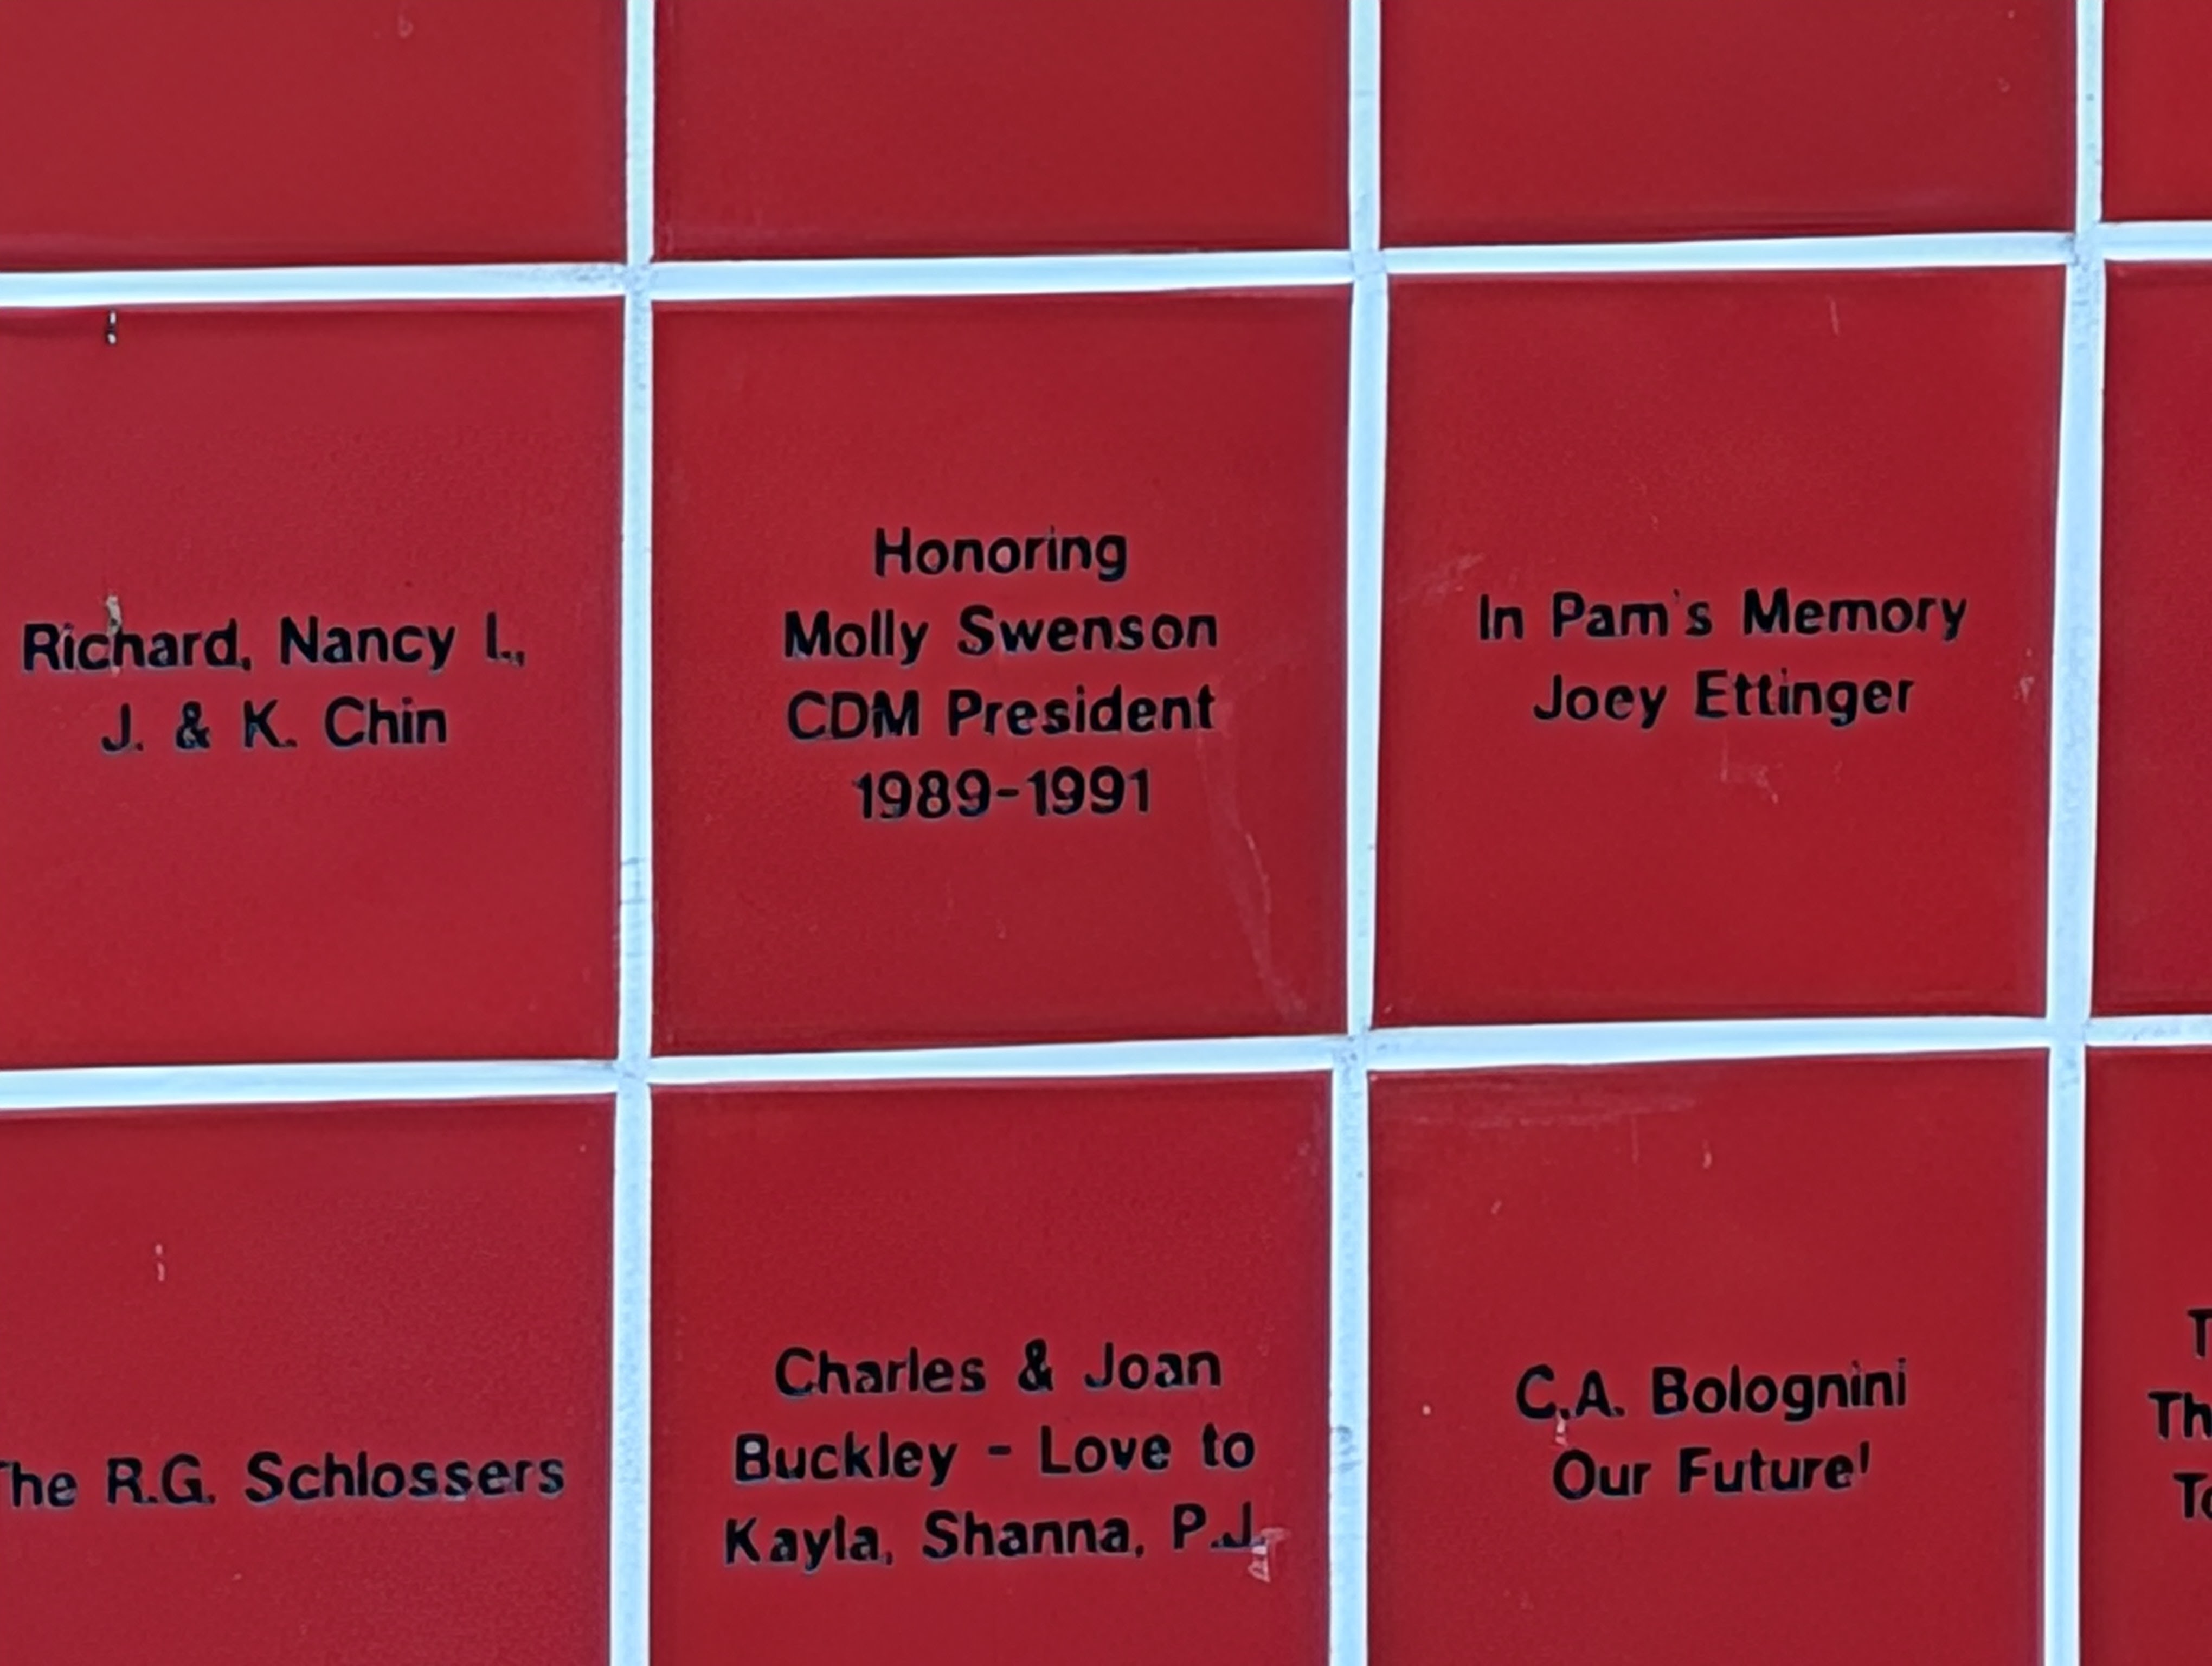 Richard, Nancy L.,
J. & K. Chin
Honoring
Molly Swenson
CDM President
1989-1991
In Pam's Memory
Joey Ettinger
The R.G. Schlossers
Charles & Joan
Buckley - Love to
Kayla, Shanna, P.J.
C.A. Bolognini
Our Future!